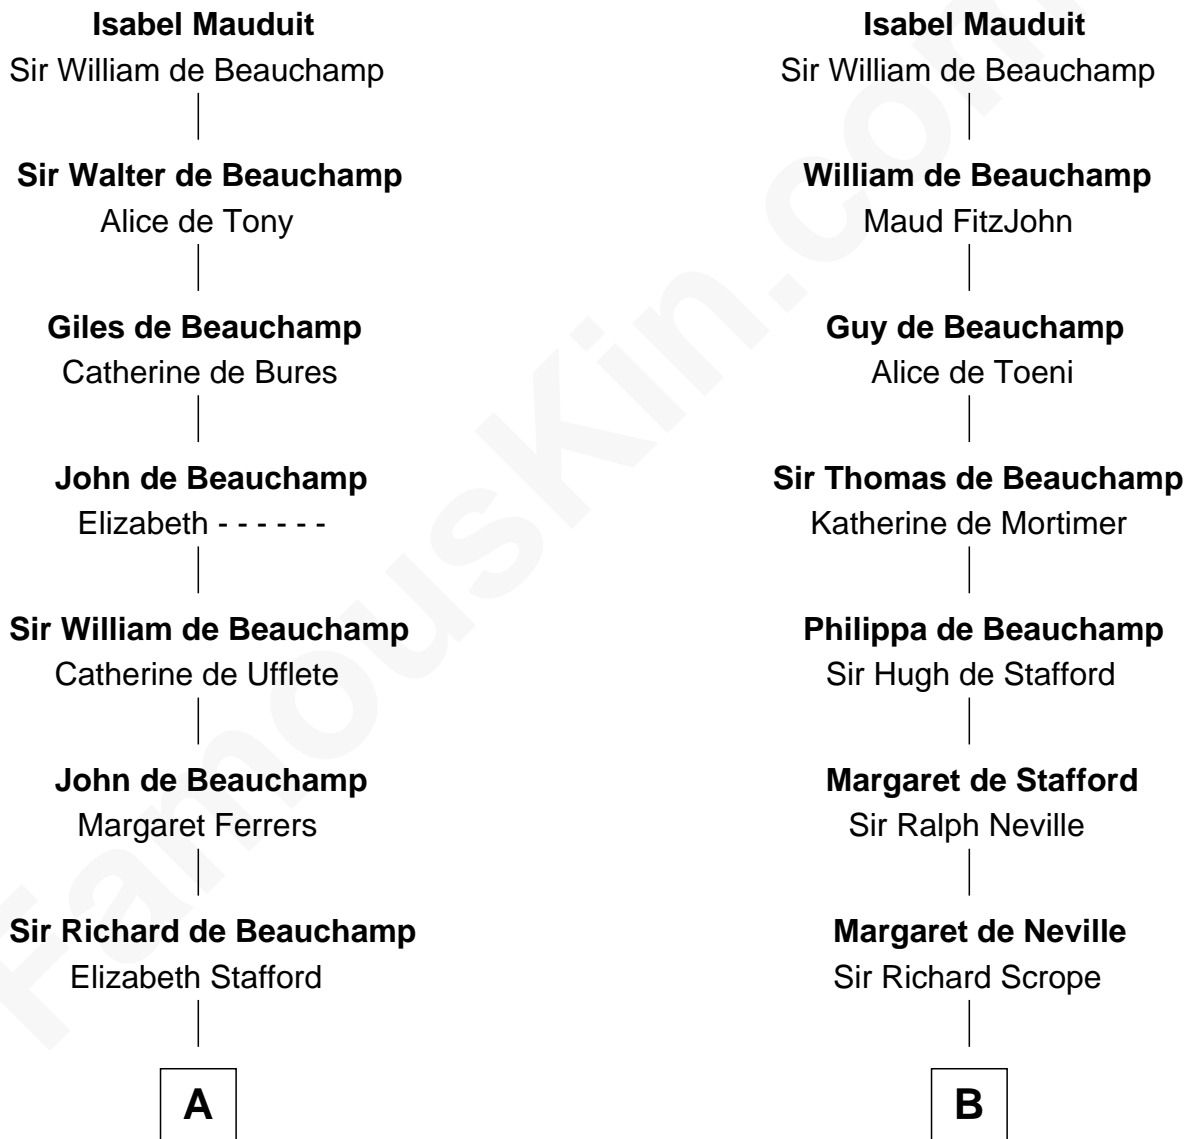 Isabel Mauduit
Sir William de Beauchamp
Sir Walter de Beauchamp
Alice de Tony
Giles de Beauchamp
Catherine de Bures
John de Beauchamp
Elizabeth - - - - - -
Sir William de Beauchamp
Catherine de Ufflete
John de Beauchamp
Margaret Ferrers
Sir Richard de Beauchamp
Elizabeth Stafford
A
Isabel Mauduit
Sir William de Beauchamp
William de Beauchamp
Maud FitzJohn
Guy de Beauchamp
Alice de Toeni
Sir Thomas de Beauchamp
Katherine de Mortimer
Philippa de Beauchamp
Sir Hugh de Stafford
Margaret de Stafford
Sir Ralph Neville
Margaret de Neville
Sir Richard Scrope
B
FamousKin.com